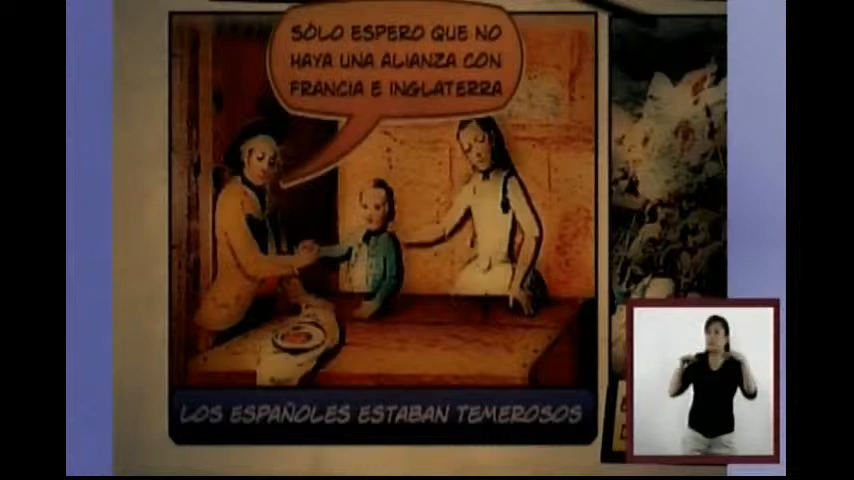 SÓLO ESPERO QUE NO
HAYA UNA ALIANZA CON
FRANCIA E INGLATERRA
LOS ESPAÑOLES ESTABAN TEMEROSOS